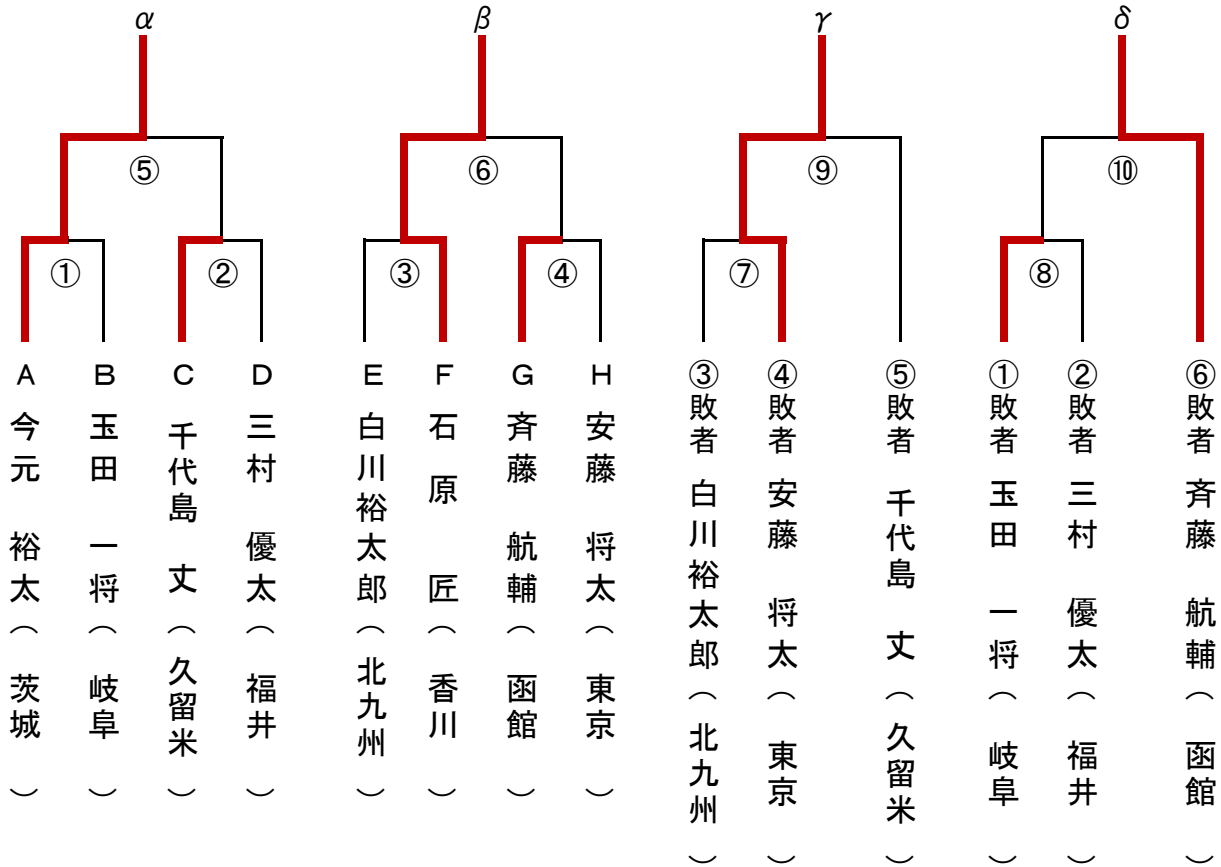 α
β
γ
δ
⑤
⑥
⑨
⑩
①
②
③
④
⑦
⑧
A 今元 裕太（茨城）
B 玉田 一将（岐阜）
C 千代島 丈（久留米）
D 三村 優太（福井）
E 白川裕太郎（北九州）
F 石原 匠（香川）
G 斉藤 航輔（函館）
H 安藤 将太（東京）
③敗者 白川裕太郎（北九州）
④敗者 安藤 将太（東京）
⑤敗者 千代島 丈（久留米）
①敗者 玉田 一将（岐阜）
②敗者 三村 優太（福井）
⑥敗者 斉藤 航輔（函館）